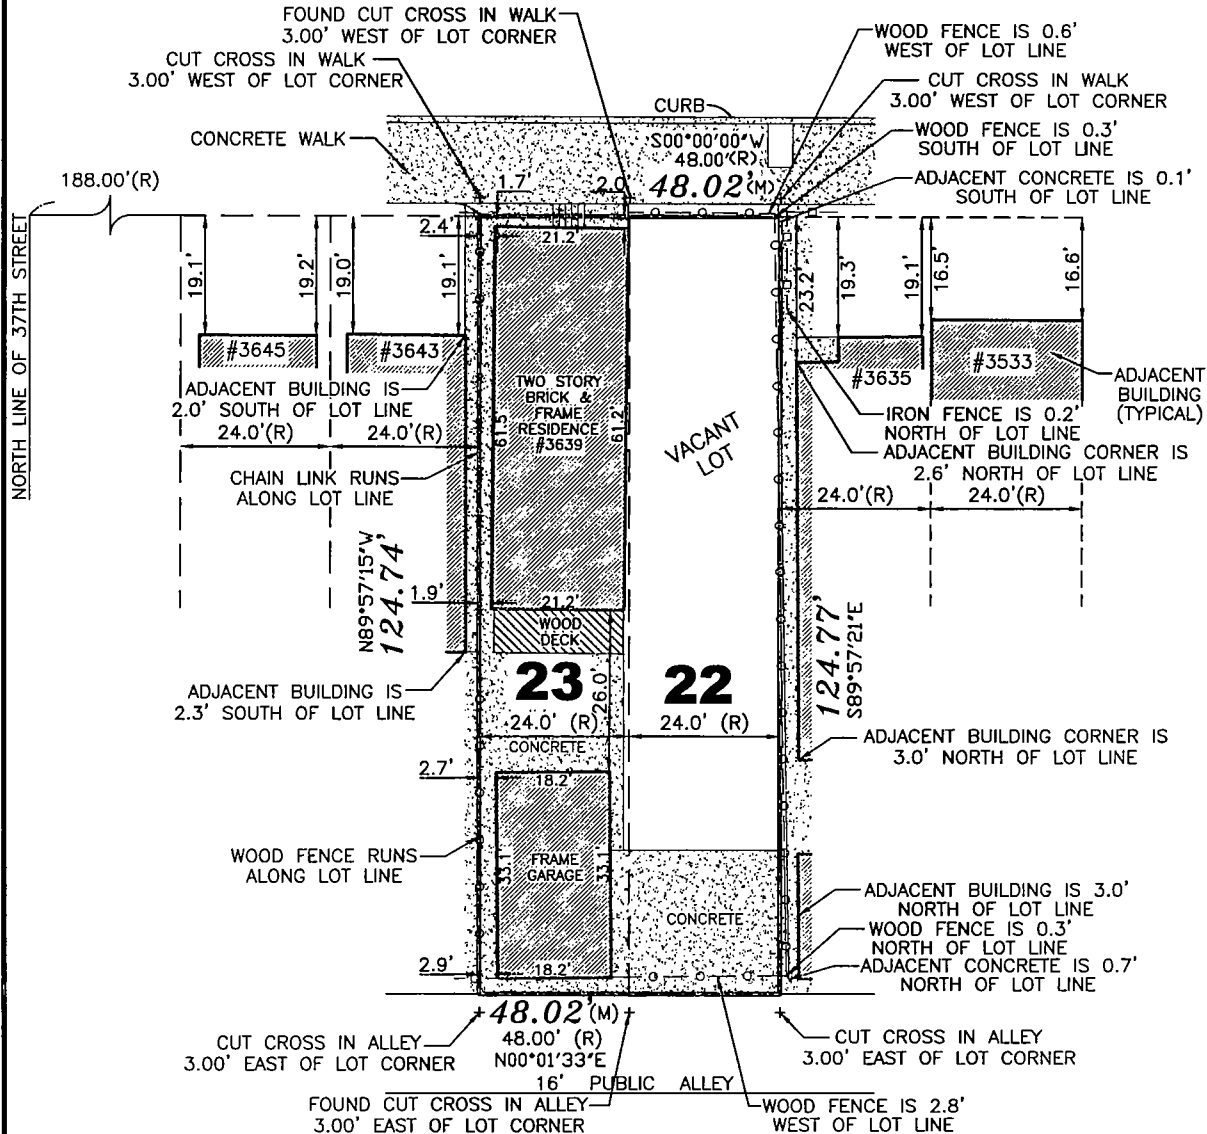 FOUND CUT CROSS IN WALK
3.00' WEST OF LOT CORNER
CUT CROSS IN WALK
3.00' WEST OF LOT CORNER
CONCRETE WALK
CURB
WOOD FENCE IS 0.6'
WEST OF LOT LINE
CUT CROSS IN WALK
3.00' WEST OF LOT CORNER
WOOD FENCE IS 0.3'
SOUTH OF LOT LINE
ADJACENT CONCRETE IS 0.1'
SOUTH OF LOT LINE
S00°00'00"W
48.00'(R)
48.02'(M)
188.00'(R)
NORTH LINE OF 37TH STREET
1.7'
2.0'
2.4'
21.2'
19.1'
19.2'
19.0'
19.1'
23.2'
19.3'
19.1'
16.5'
16.6'
#3645
#3643
#3635
#3533
ADJACENT
BUILDING
(TYPICAL)
ADJACENT BUILDING IS
2.0' SOUTH OF LOT LINE
24.0'(R)
24.0'(R)
CHAIN LINK RUNS
ALONG LOT LINE
TWO STORY
BRICK &
FRAME
RESIDENCE
#3639
61.5'
61.2'
VACANT
LOT
IRON FENCE IS 0.2'
NORTH OF LOT LINE
ADJACENT BUILDING CORNER IS
2.6' NORTH OF LOT LINE
24.0'(R)
24.0'(R)
N89°57'15"W
124.74'
1.9'
21.2'
WOOD
DECK
124.77'
S89°57'21"E
ADJACENT BUILDING IS
2.3' SOUTH OF LOT LINE
23
22
26.0'
24.0' (R)
24.0' (R)
CONCRETE
ADJACENT BUILDING CORNER IS
3.0' NORTH OF LOT LINE
2.7'
18.2'
WOOD FENCE RUNS
ALONG LOT LINE
33.1'
FRAME
GARAGE
33.1'
CONCRETE
ADJACENT BUILDING IS 3.0'
NORTH OF LOT LINE
WOOD FENCE IS 0.3'
NORTH OF LOT LINE
ADJACENT CONCRETE IS 0.7'
NORTH OF LOT LINE
2.9'
18.2'
48.02'(M)
48.00' (R)
N00°01'33"E
CUT CROSS IN ALLEY
3.00' EAST OF LOT CORNER
CUT CROSS IN ALLEY
3.00' EAST OF LOT CORNER
16' PUBLIC ALLEY
FOUND CUT CROSS IN ALLEY
3.00' EAST OF LOT CORNER
WOOD FENCE IS 2.8'
WEST OF LOT LINE